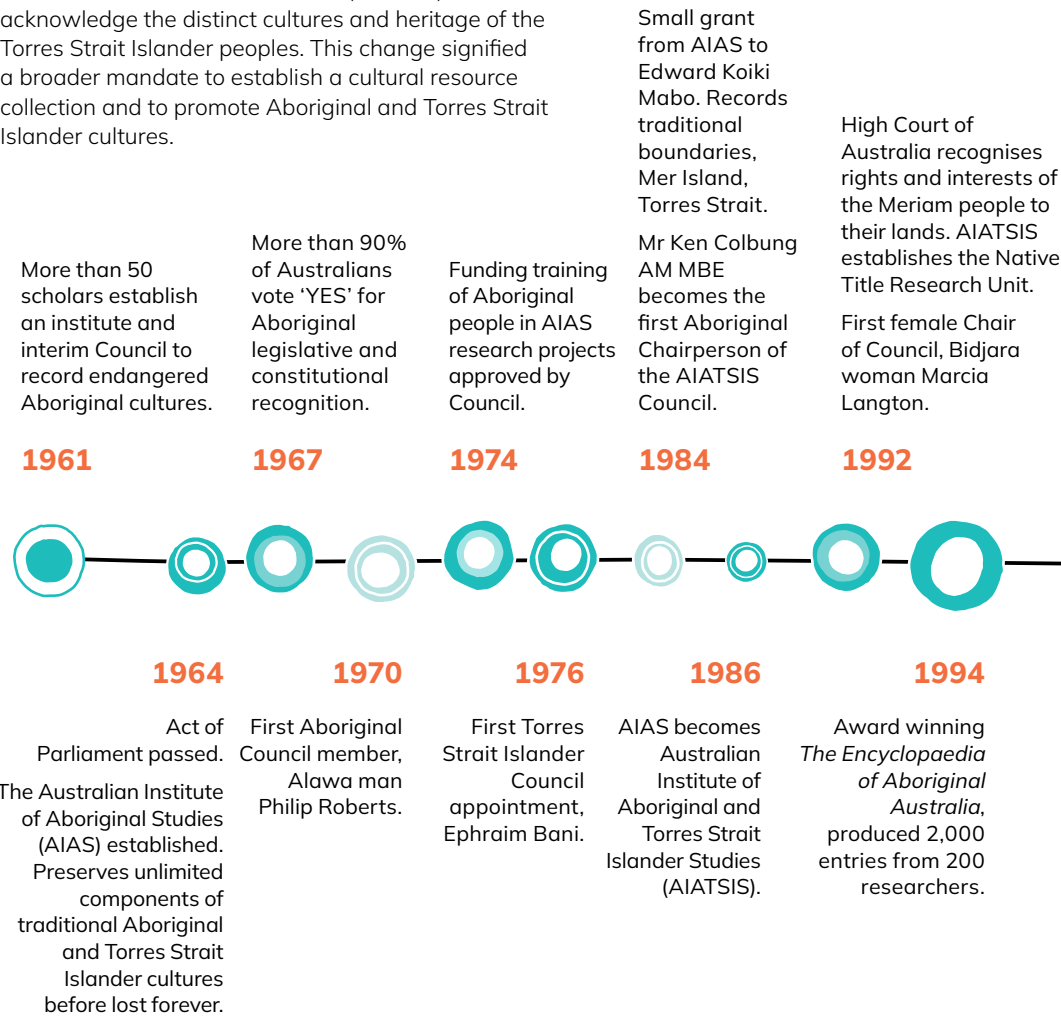 acknowledge the distinct cultures and heritage of the
Torres Strait Islander peoples. This change signified
a broader mandate to establish a cultural resource
collection and to promote Aboriginal and Torres Strait
Islander cultures.
More than 50
scholars establish
an institute and
interim Council to
record endangered
Aboriginal cultures.
1961
More than 90%
of Australians
vote ‘YES’ for
Aboriginal
legislative and
constitutional
recognition.
1967
Funding training
of Aboriginal
people in AIAS
research projects
approved by
Council.
1974
Small grant
from AIAS to
Edward Koiki
Mabo. Records
traditional
boundaries,
Mer Island,
Torres Strait.
Mr Ken Colbung
AM MBE
becomes the
first Aboriginal
Chairperson of
the AIATSIS
Council.
1984
High Court of
Australia recognises
rights and interests of
the Meriam people to
their lands. AIATSIS
establishes the Native
Title Research Unit.
First female Chair
of Council, Bidjara
woman Marcia
Langton.
1992
1964
Act of
Parliament passed.
The Australian Institute
of Aboriginal Studies
(AIAS) established.
Preserves unlimited
components of
traditional Aboriginal
and Torres Strait
Islander cultures
before lost forever.
1970
First Aboriginal
Council member,
Alawa man
Philip Roberts.
1976
First Torres
Strait Islander
Council
appointment,
Ephraim Bani.
1986
AIAS becomes
Australian
Institute of
Aboriginal and
Torres Strait
Islander Studies
(AIATSIS).
1994
Award winning
The Encyclopaedia
of Aboriginal
Australia,
produced 2,000
entries from 200
researchers.